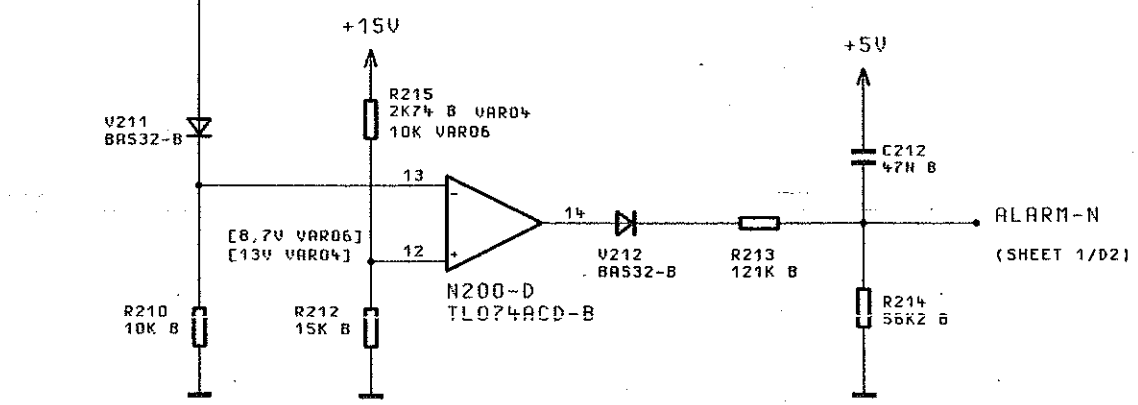 +15V
+5V
R215
2K74 B VAR04
10K VAR06
V211
BAS32-B
C212
47N B
13
-
14
ALARM-N
[8,7V VAR06]
[13V VAR04]
12
+
V212
BAS32-B
R213
121K B
(SHEET 1/D2)
N200-D
TL074ACD-B
R210
10K B
R212
15K B
R214
56K2 B